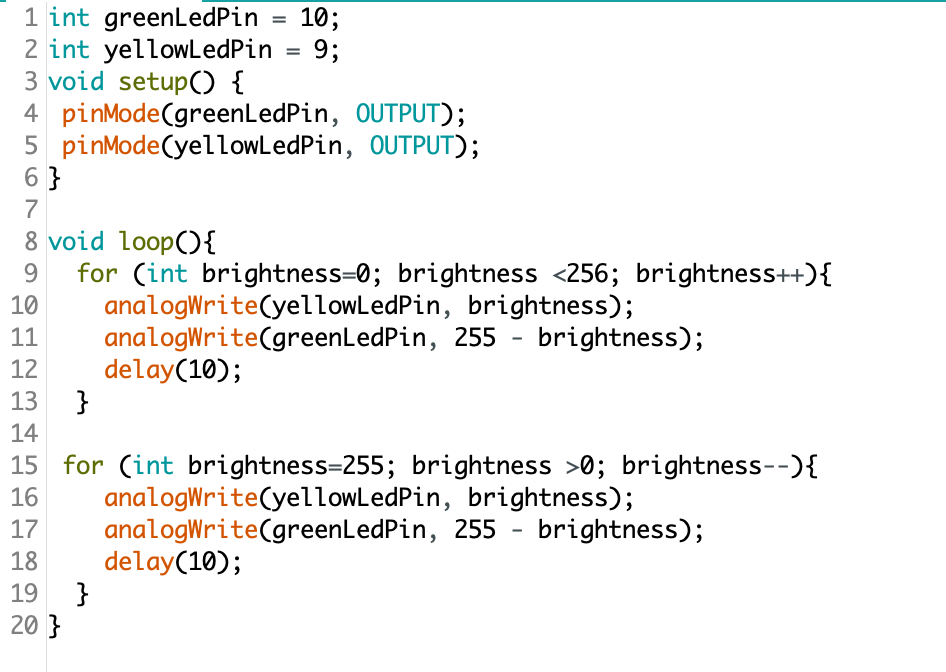 1 int greenLedPin = 10;
2 int yellowLedPin = 9;
3 void setup() {
4  pinMode(greenLedPin, OUTPUT);
5  pinMode(yellowLedPin, OUTPUT);
6 }
7
8 void loop(){
9   for (int brightness=0; brightness <256; brightness++){
10     analogWrite(yellowLedPin, brightness);
11     analogWrite(greenLedPin, 255 - brightness);
12     delay(10);
13   }
14
15  for (int brightness=255; brightness >0; brightness--){
16     analogWrite(yellowLedPin, brightness);
17     analogWrite(greenLedPin, 255 - brightness);
18     delay(10);
19   }
20 }